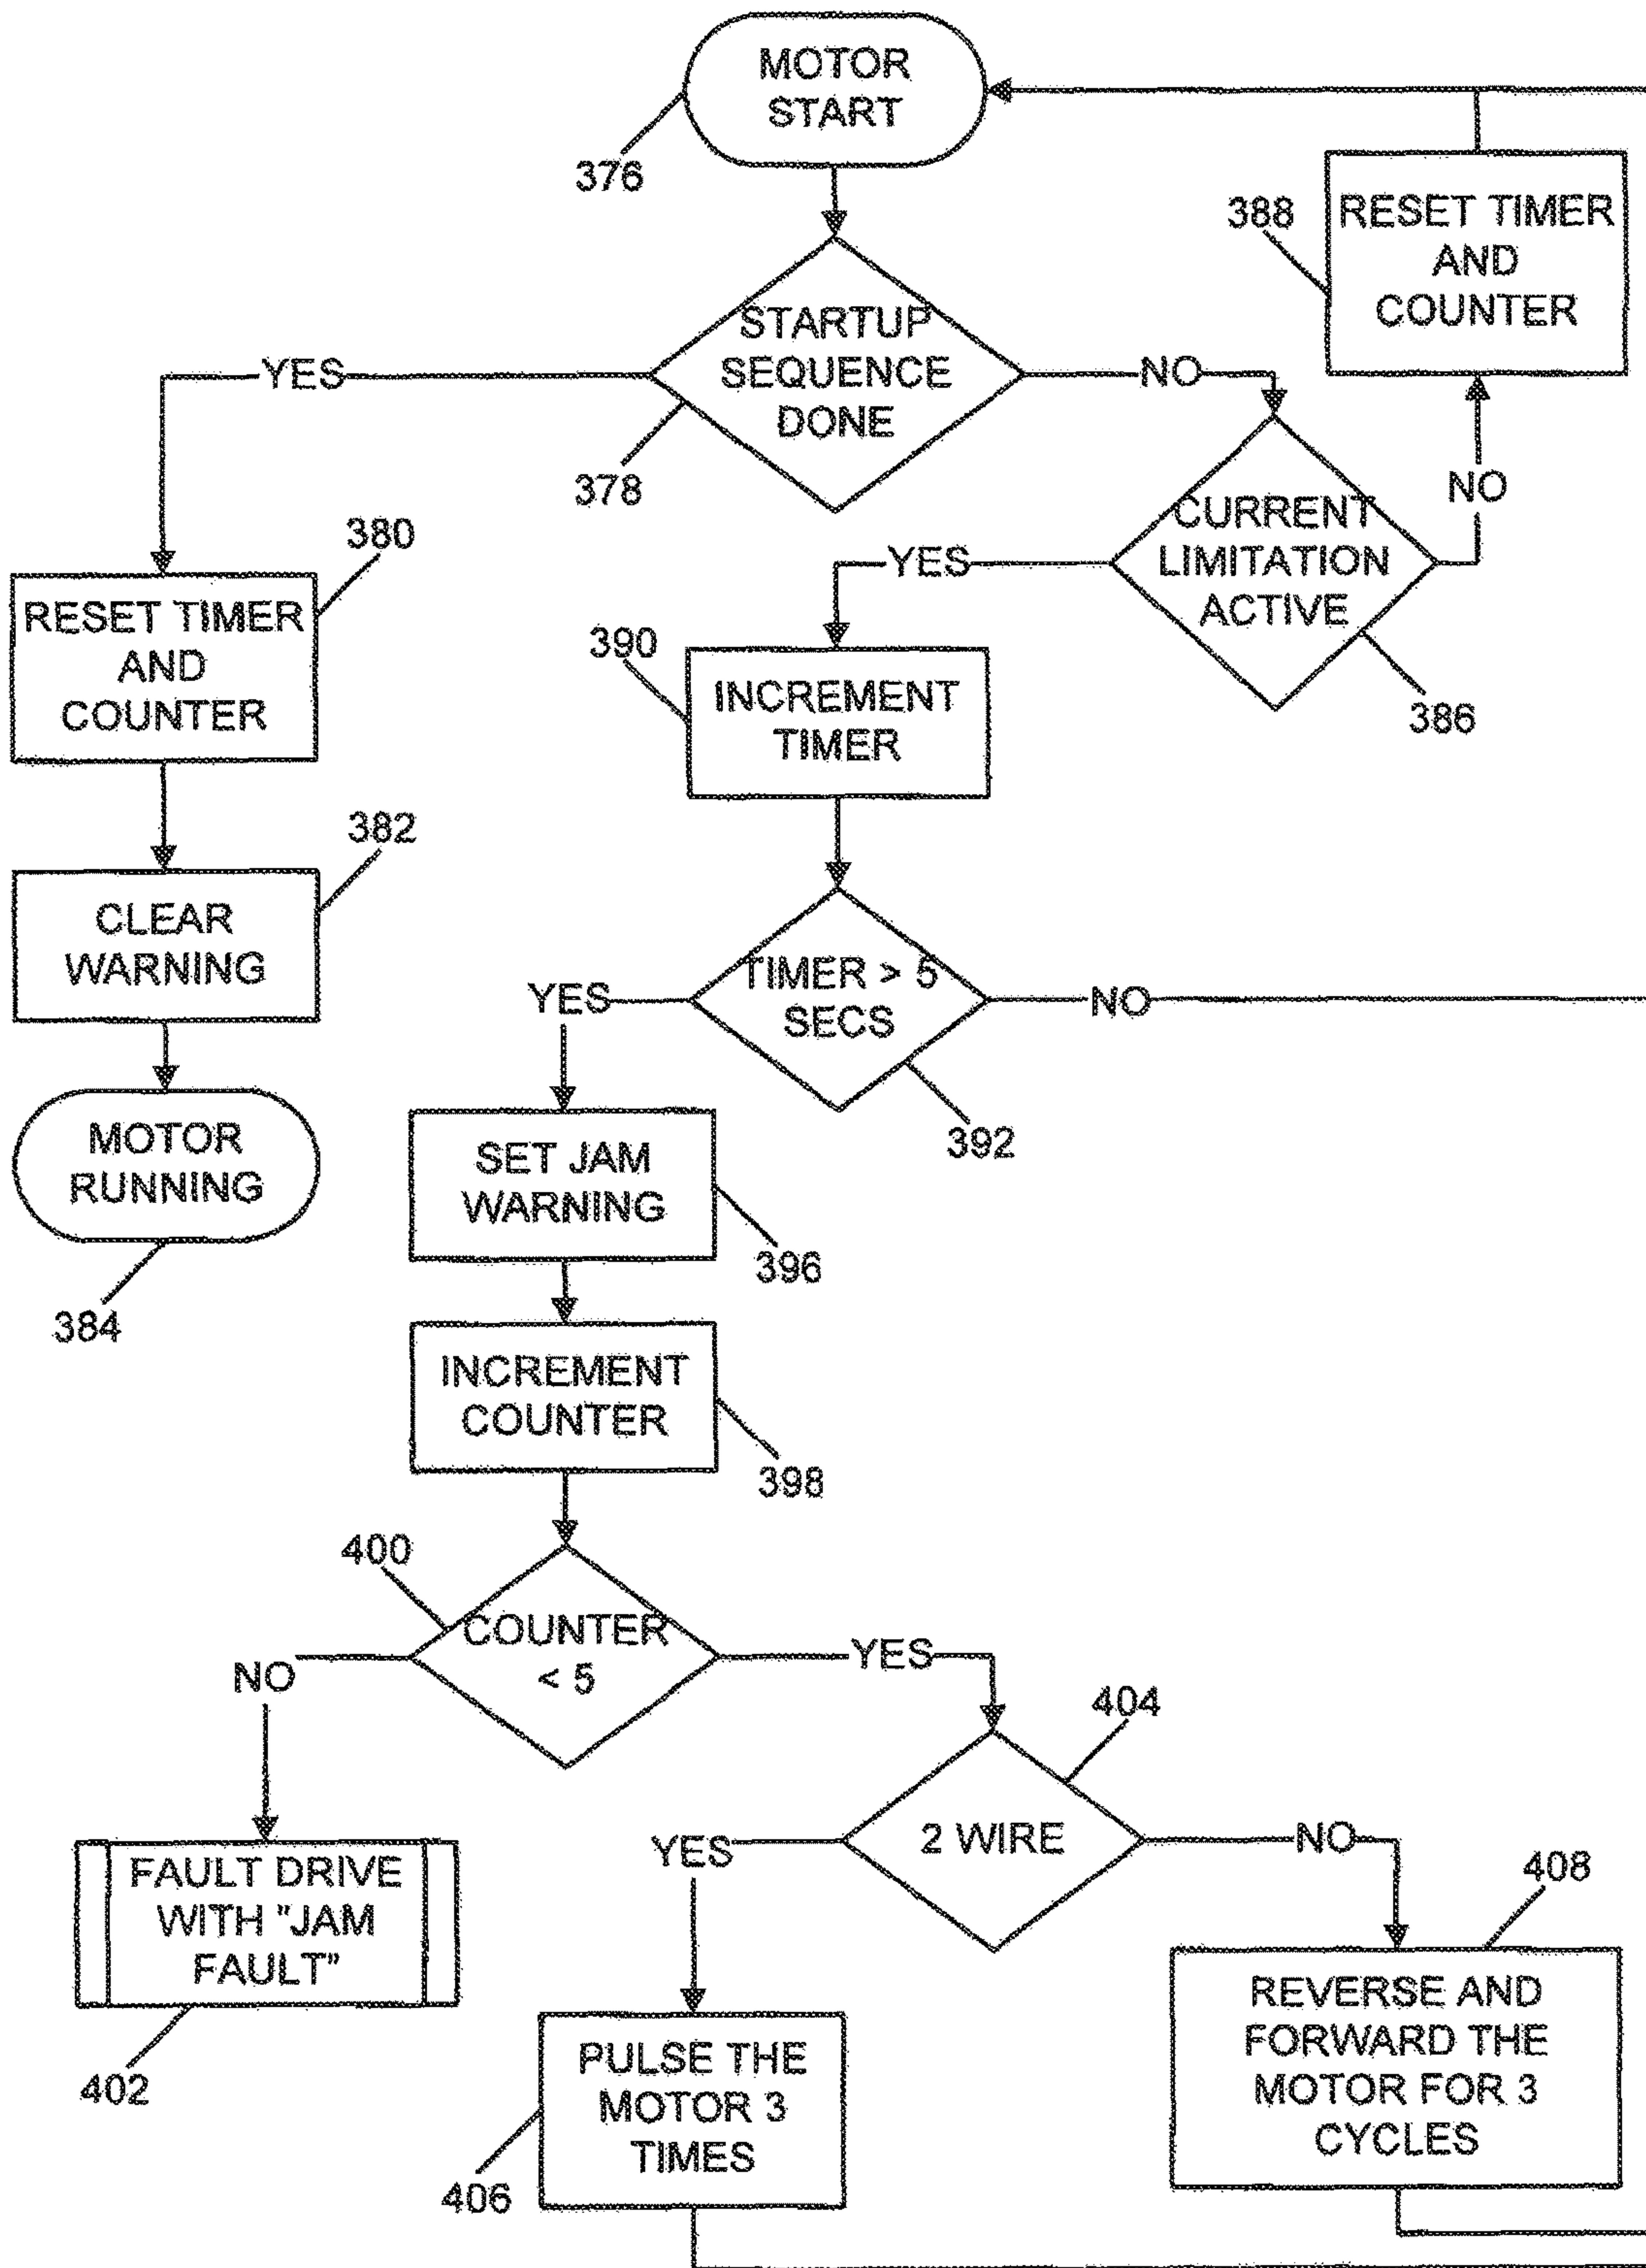 MOTOR
START
376
388
RESET TIMER
AND
COUNTER
STARTUP
SEQUENCE
DONE
YES
NO
378
NO
380
CURRENT
LIMITATION
ACTIVE
YES
386
RESET TIMER
AND
COUNTER
390
INCREMENT
TIMER
382
CLEAR
WARNING
TIMER > 5
SECS
YES
NO
392
MOTOR
RUNNING
384
SET JAM
WARNING
396
INCREMENT
COUNTER
398
400
COUNTER
< 5
NO
YES
404
2 WIRE
YES
NO
408
FAULT DRIVE
WITH "JAM
FAULT"
402
PULSE THE
MOTOR 3
TIMES
406
REVERSE AND
FORWARD THE
MOTOR FOR 3
CYCLES